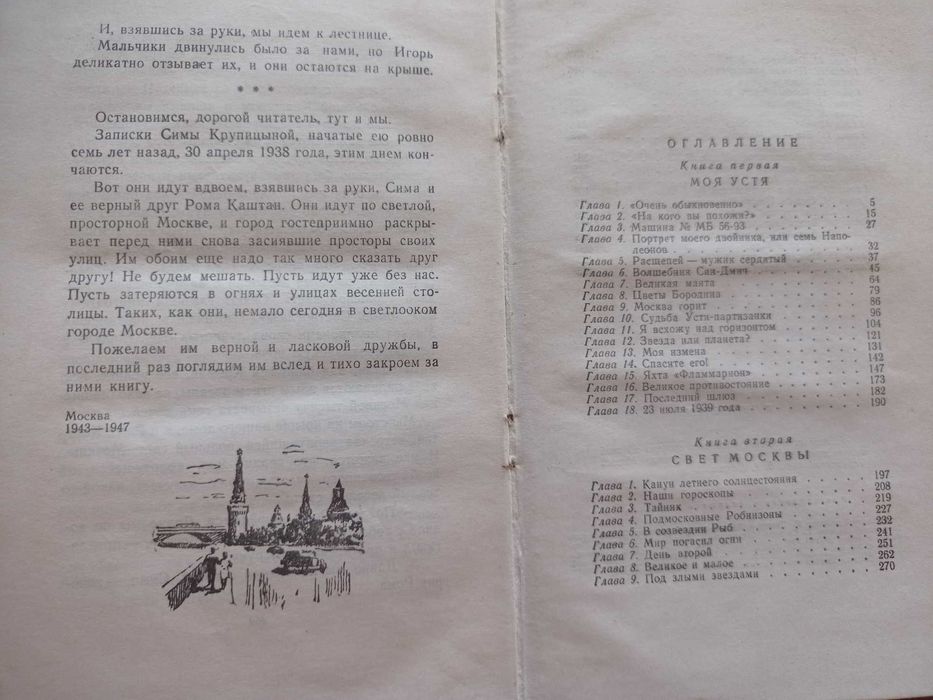 И, взявшись за руки, мы идем к лестнице.
Мальчики двинулись было за нами, но Игорь
деликатно отзывает их, и они остаются на крыше.
* * *
Остановимся, дорогой читатель, тут и мы.
Записки Симы Крупицыной, начатые ею ровно
семь лет назад, 30 апреля 1938 года, этим днем кон-
чаются.
Вот они идут вдвоем, взявшись за руки, Сима и
ее верный друг Рома Каштан. Они идут по светлой,
просторной Москве, и город гостеприимно раскры-
вает перед ними снова засиявшие просторы своих
улиц. Им обоим еще надо так много сказать друг
другу! Не будем мешать. Пусть идут уже без нас.
Пусть затеряются в огнях и улицах весенней сто-
лицы. Таких, как они, немало сегодня в светлооком
городе Москве.
Пожелаем им верной и ласковой дружбы, в
последний раз поглядим им вслед и тихо закроем за
ними книгу.
Москва
1943—1947
ОГЛАВЛЕНИЕ
Книга первая
МОЯ УСТЯ
Глава 1. «Очень обыкновенно» 5
Глава 2. «На кого вы похожи?» 15
Глава 3. Машина № МБ 56-93 27
Глава 4. Портрет моего двойника, или семь Напо-
леонов 32
Глава 5. Расщепей — мужик сердитый 37
Глава 6. Волшебник Сан-Дмич 45
Глава 7. Великая маята 64
Глава 8. Цветы Бородина 79
Глава 9. Москва горит 86
Глава 10. Судьба Усти-партизанки 96
Глава 11. Я всхожу над горизонтом 104
Глава 12. Звезда или планета? 121
Глава 13. Моя измена 131
Глава 14. Спасите его! 142
Глава 15. Яхта «Фламмарион» 147
Глава 16. Великое противостояние 173
Глава 17. Последний шлюз 182
Глава 18. 23 июля 1939 года 190
Книга вторая
СВЕТ МОСКВЫ
Глава 1. Канун летнего солнцестояния 197
Глава 2. Наши гороскопы 208
Глава 3. Тайник 219
Глава 4. Подмосковные Робинзоны 227
Глава 5. В созвездии Рыб 232
Глава 6. Мир погасил огни 241
Глава 7. День второй 251
Глава 8. Великое и малое 262
Глава 9. Под злыми звездами 270